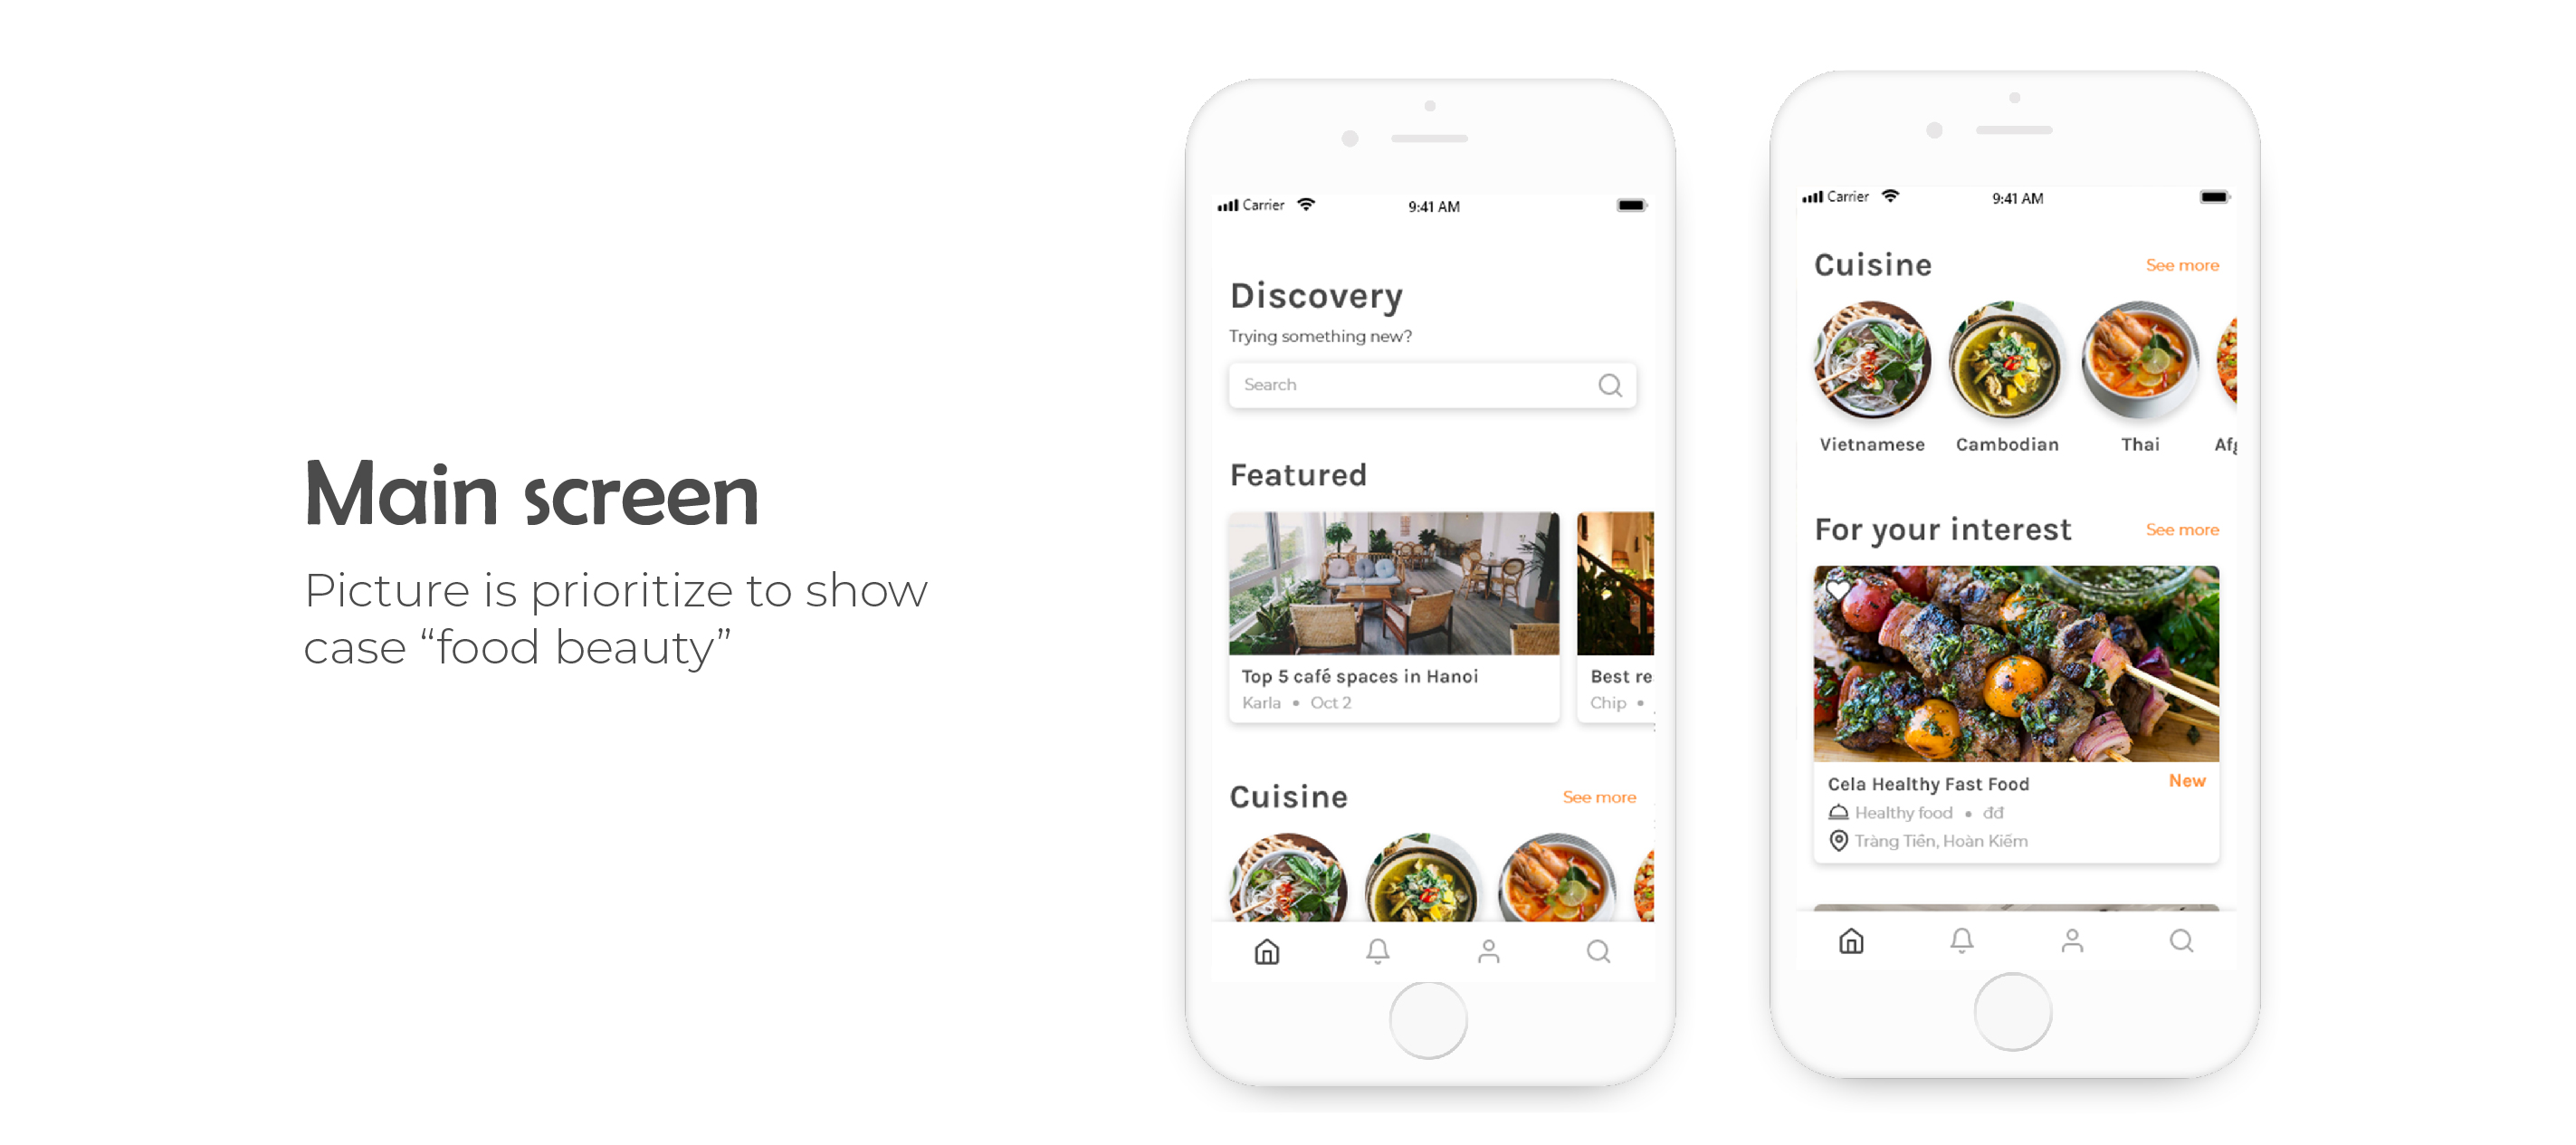 Main screen
Picture is prioritize to show
case “food beauty”
Carrier 9:41 AM
Discovery
Trying something new?
Search
Featured
Top 5 café spaces in Hanoi
Karla • Oct 2
Best re
Chip •
Cuisine See more
Carrier 9:41 AM
Cuisine See more
Vietnamese Cambodian Thai Afg
For your interest See more
Cela Healthy Fast Food New
Healthy food • đđ
Tràng Tiền, Hoàn Kiếm